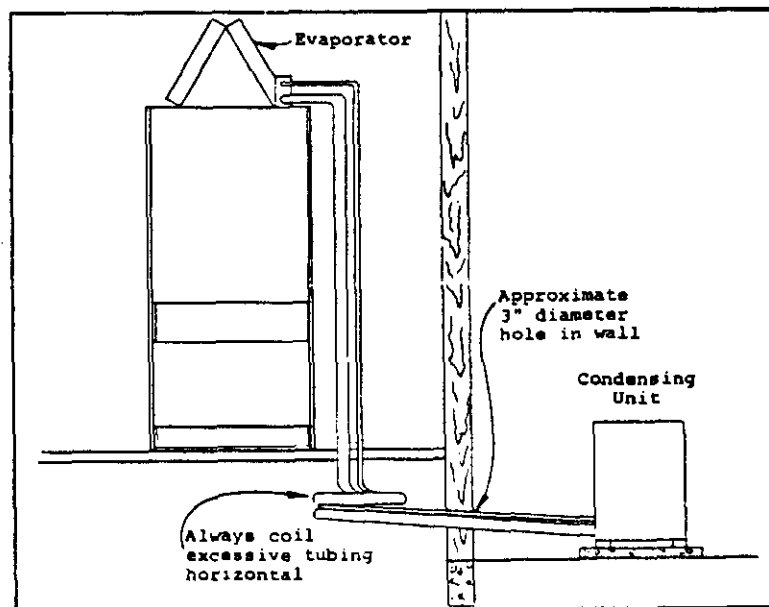 Evaporator
Approximate
3" diameter
hole in wall
Condensing
Unit
Always coil
excessive tubing
horizontal